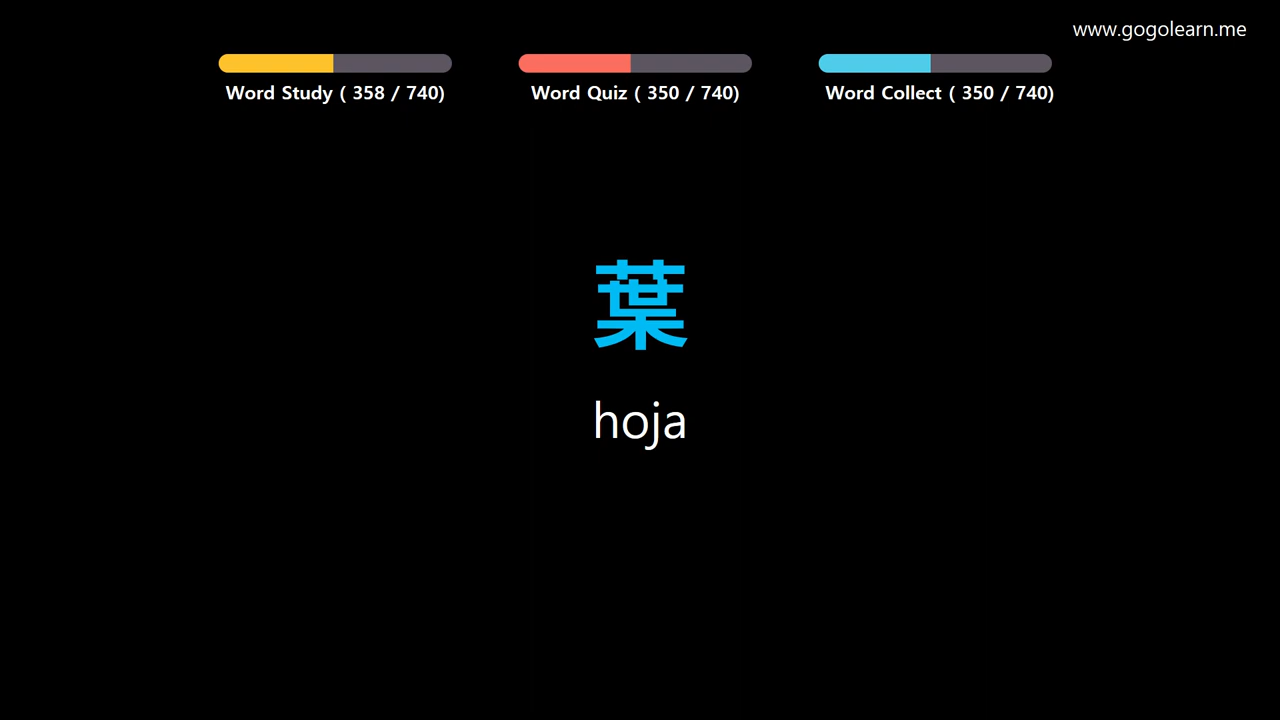 www.gogolearn.me
Word Study ( 358 / 740)
Word Quiz ( 350 / 740)
Word Collect ( 350 / 740)
葉
hoja